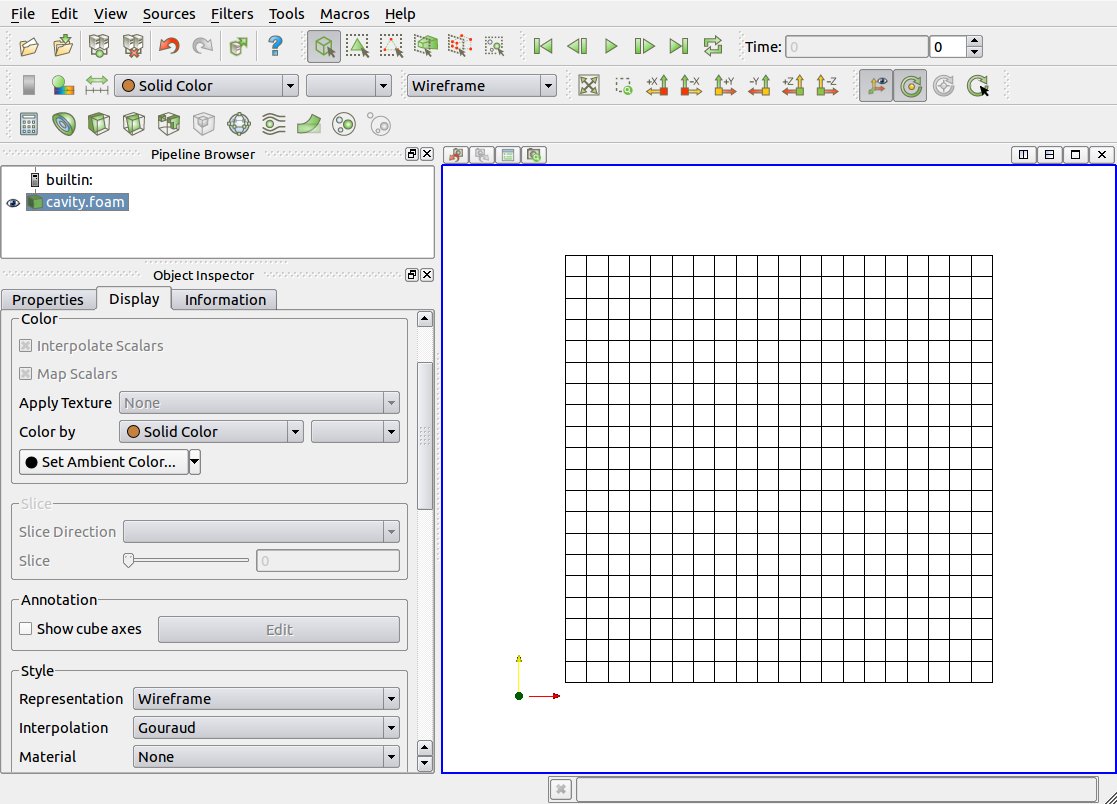 File Edit View Sources Filters Tools Macros Help
? Time: 0 0
Solid Color Wireframe +X -X +Y -Y +Z -Z
Pipeline Browser
builtin:
cavity.foam
Object Inspector
Properties Display Information
Color
Interpolate Scalars
Map Scalars
Apply Texture None
Color by Solid Color
Set Ambient Color...
Slice
Slice Direction
Slice 0
Annotation
Show cube axes Edit
Style
Representation Wireframe
Interpolation Gouraud
Material None